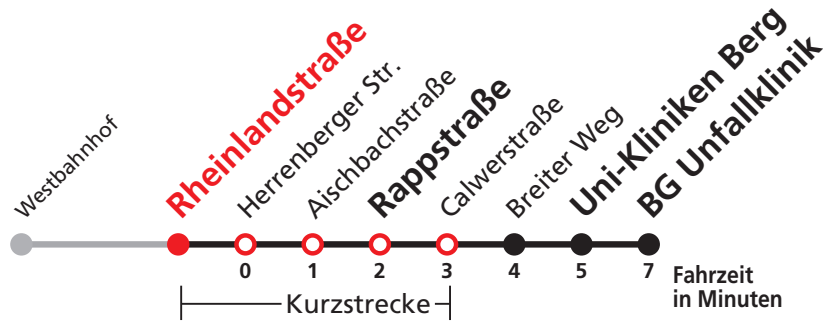 Westbahnhof
Rheinlandstraße
Herrenberger Str.
Aischbachstraße
Rappstraße
Calwerstraße
Breiter Weg
Uni-Kliniken Berg
BG Unfallklinik
0 1 2 3 4 5 7
Fahrzeit
in Minuten
Kurzstrecke